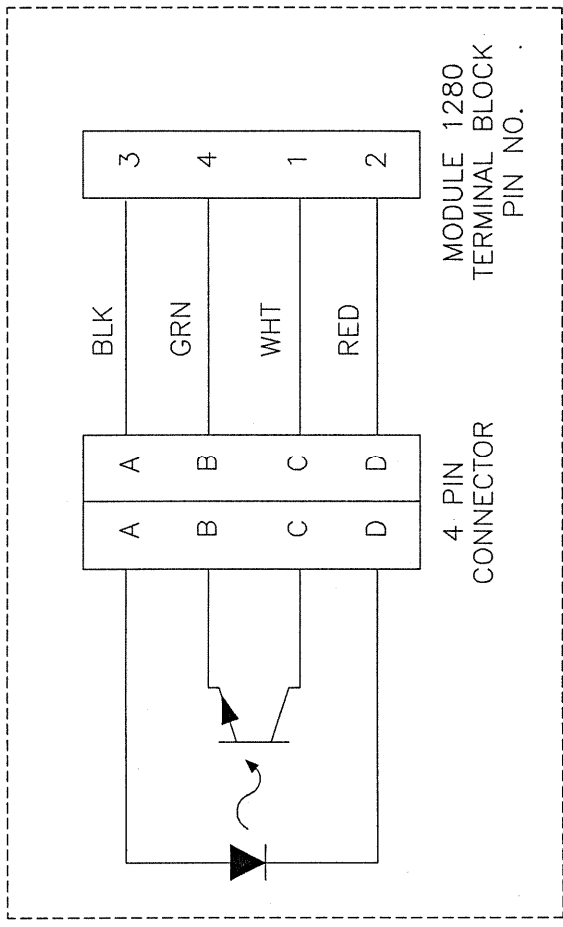 A A BLK 3
B B GRN 4
C C WHT 1
D D RED 2
4 PIN
CONNECTOR
MODULE 1280
TERMINAL BLOCK
PIN NO.